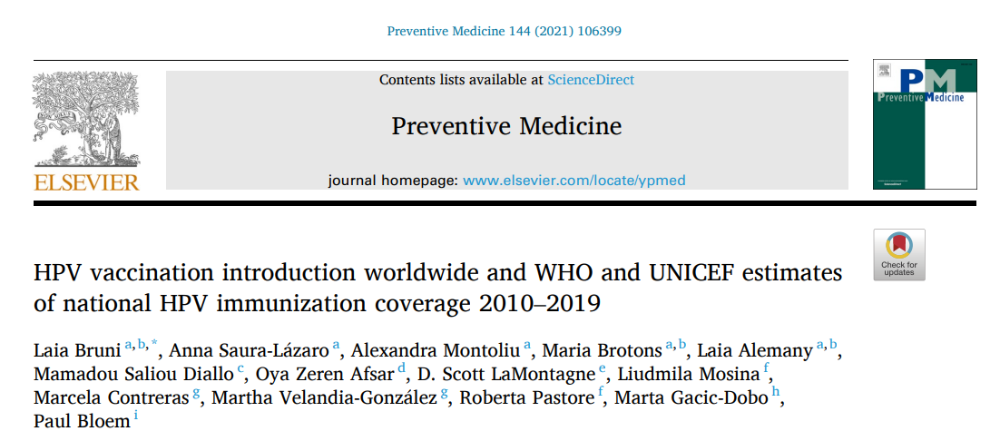 Preventive Medicine 144 (2021) 106399
Contents lists available at ScienceDirect
Preventive Medicine
journal homepage: www.elsevier.com/locate/ypmed
ELSEVIER
PM
Preventive Medicine
Check for
updates
HPV vaccination introduction worldwide and WHO and UNICEF estimates
of national HPV immunization coverage 2010–2019
Laia Bruni a,b,*, Anna Saura-Lázaro a, Alexandra Montoliu a, Maria Brotons a,b, Laia Alemany a,b,
Mamadou Saliou Diallo c, Oya Zeren Afsar d, D. Scott LaMontagne e, Liudmila Mosina f,
Marcela Contreras g, Martha Velandia-González g, Roberta Pastore f, Marta Gacic-Dobo h,
Paul Bloem i